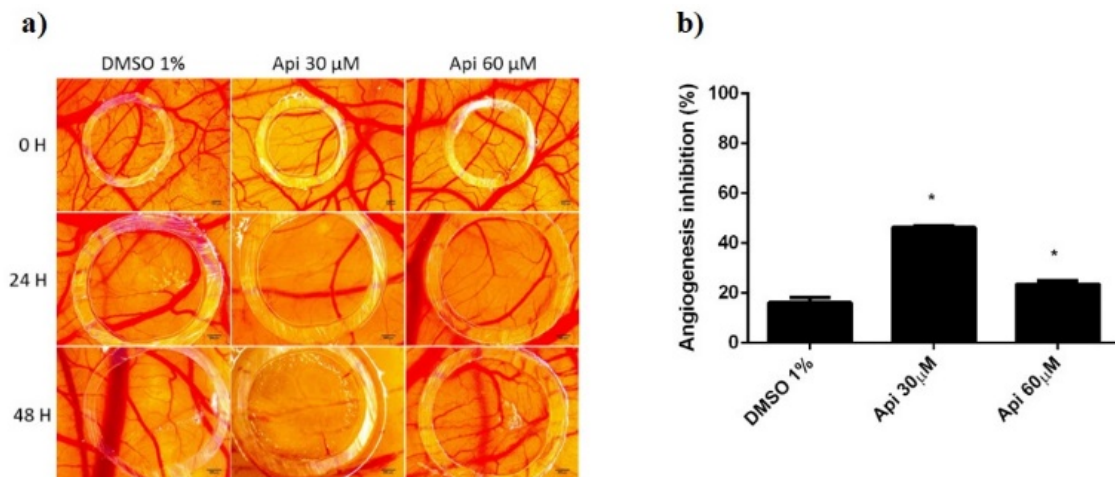 a)
DMSO 1% Api 30 µM Api 60 µM
0 H
24 H
48 H
b)
Angiogenesis inhibition (%)
100
80
60
40
20
0
*
*
DMSO 1%
Api 30µM
Api 60µM